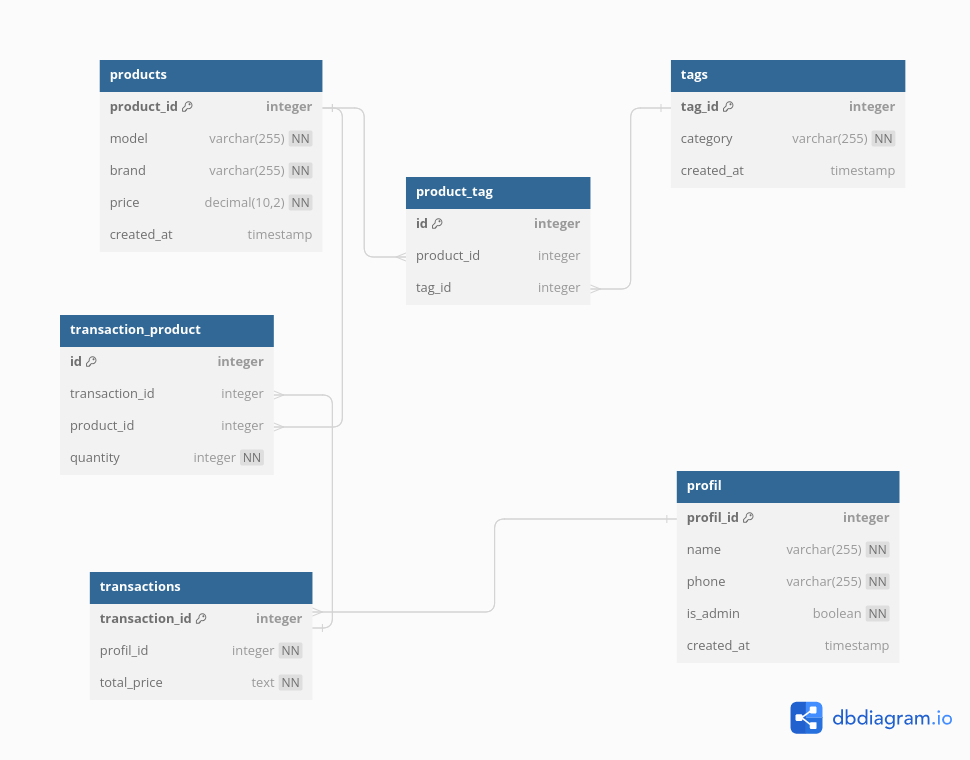 products
product_id integer
model varchar(255) NN
brand varchar(255) NN
price decimal(10,2) NN
created_at timestamp
tags
tag_id integer
category varchar(255) NN
created_at timestamp
product_tag
id integer
product_id integer
tag_id integer
transaction_product
id integer
transaction_id integer
product_id integer
quantity integer NN
profil
profil_id integer
name varchar(255) NN
phone varchar(255) NN
is_admin boolean NN
created_at timestamp
transactions
transaction_id integer
profil_id integer NN
total_price text NN
dbdiagram.io